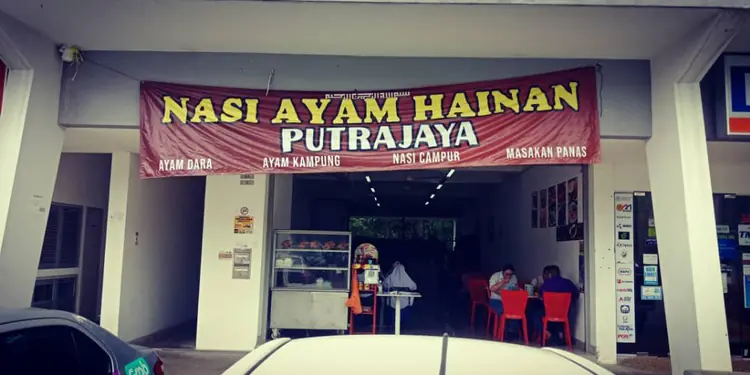 NASI AYAM HAINAN
PUTRAJAYA
AYAM DARA
AYAM KAMPUNG
NASI CAMPUR
MASAKAN PANAS